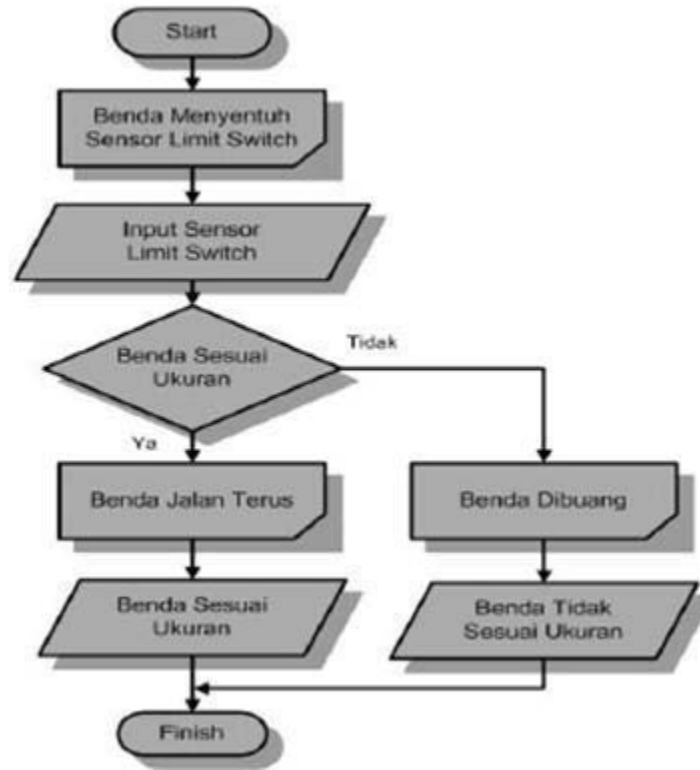 Start
Benda Menyentuh
Sensor Limit Switch
Input Sensor
Limit Switch
Benda Sesuai
Ukuran
Tidak
Ya
Benda Jalan Terus
Benda Dibuang
Benda Sesuai
Ukuran
Benda Tidak
Sesuai Ukuran
Finish